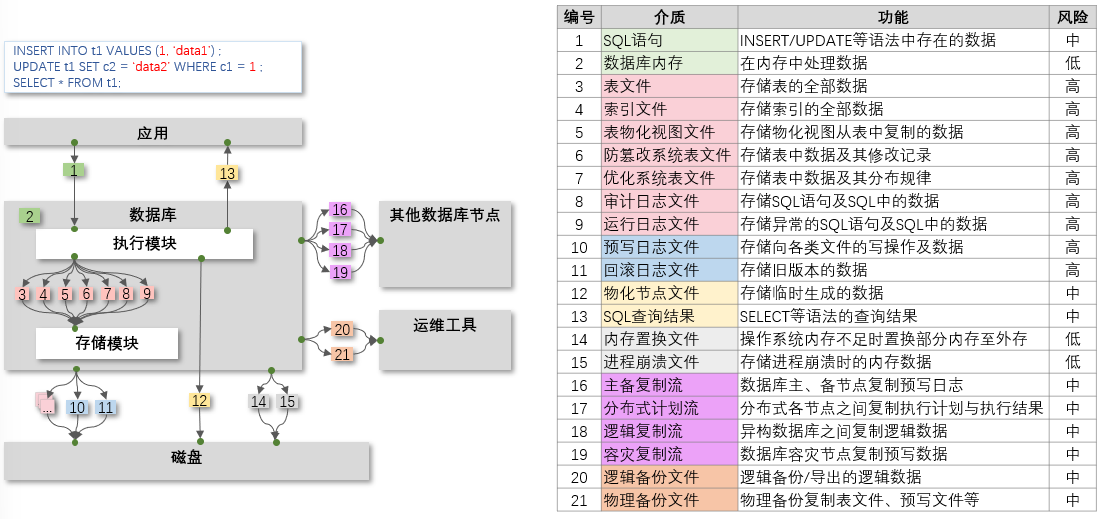 INSERT INTO t1 VALUES (1, ‘data1’) ;
UPDATE t1 SET c2 = ‘data2’ WHERE c1 = 1 ;
SELECT * FROM t1;
应用
1
13
2
数据库
执行模块
3 4 5 6 7 8 9
存储模块
16
17
18
19
其他数据库节点
20
21
运维工具
... 10 11
12
14 15
磁盘
编号 介质 功能 风险
1 SQL语句 INSERT/UPDATE等语法中存在的数据 中
2 数据库内存 在内存中处理数据 低
3 表文件 存储表的全部数据 高
4 索引文件 存储索引的全部数据 高
5 表物化视图文件 存储物化视图从表中复制的数据 高
6 防篡改系统表文件 存储表中数据及其修改记录 高
7 优化系统表文件 存储表中数据及其分布规律 高
8 审计日志文件 存储SQL语句及SQL中的数据 高
9 运行日志文件 存储异常的SQL语句及SQL中的数据 高
10 预写日志文件 存储向各类文件的写操作及数据 高
11 回滚日志文件 存储旧版本的数据 高
12 物化节点文件 存储临时生成的数据 中
13 SQL查询结果 SELECT等语法的查询结果 中
14 内存置换文件 操作系统内存不足时置换部分内存至外存 低
15 进程崩溃文件 存储进程崩溃时的内存数据 低
16 主备复制流 数据库主、备节点复制预写日志 中
17 分布式计划流 分布式各节点之间复制执行计划与执行结果 中
18 逻辑复制流 异构数据库之间复制逻辑数据 中
19 容灾复制流 数据库容灾节点复制预写数据 中
20 逻辑备份文件 逻辑备份/导出的逻辑数据 中
21 物理备份文件 物理备份复制表文件、预写文件等 中